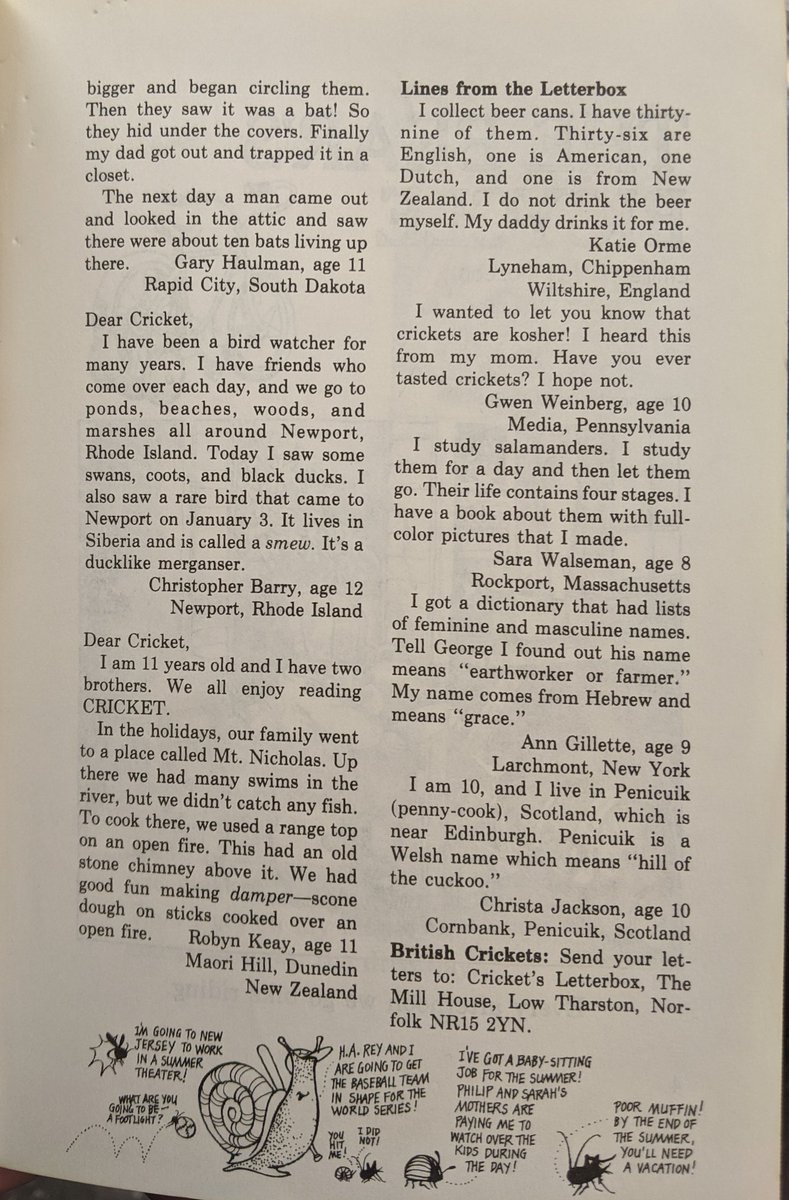 bigger and began circling them.
Then they saw it was a bat! So
they hid under the covers. Finally
my dad got out and trapped it in a
closet.
The next day a man came out
and looked in the attic and saw
there were about ten bats living up
there. Gary Haulman, age 11
Rapid City, South Dakota
Dear Cricket,
I have been a bird watcher for
many years. I have friends who
come over each day, and we go to
ponds, beaches, woods, and
marshes all around Newport,
Rhode Island. Today I saw some
swans, coots, and black ducks. I
also saw a rare bird that came to
Newport on January 3. It lives in
Siberia and is called a smew. It's a
ducklike merganser.
Christopher Barry, age 12
Newport, Rhode Island
Dear Cricket,
I am 11 years old and I have two
brothers. We all enjoy reading
CRICKET.
In the holidays, our family went
to a place called Mt. Nicholas. Up
there we had many swims in the
river, but we didn't catch any fish.
To cook there, we used a range top
on an open fire. This had an old
stone chimney above it. We had
good fun making damper—scone
dough on sticks cooked over an
open fire. Robyn Keay, age 11
Maori Hill, Dunedin
New Zealand
Lines from the Letterbox
I collect beer cans. I have thirty-
nine of them. Thirty-six are
English, one is American, one
Dutch, and one is from New
Zealand. I do not drink the beer
myself. My daddy drinks it for me.
Katie Orme
Lyneham, Chippenham
Wiltshire, England
I wanted to let you know that
crickets are kosher! I heard this
from my mom. Have you ever
tasted crickets? I hope not.
Gwen Weinberg, age 10
Media, Pennsylvania
I study salamanders. I study
them for a day and then let them
go. Their life contains four stages. I
have a book about them with full-
color pictures that I made.
Sara Walseman, age 8
Rockport, Massachusetts
I got a dictionary that had lists
of feminine and masculine names.
Tell George I found out his name
means "earthworker or farmer."
My name comes from Hebrew and
means "grace."
Ann Gillette, age 9
Larchmont, New York
I am 10, and I live in Penicuik
(penny-cook), Scotland, which is
near Edinburgh. Penicuik is a
Welsh name which means "hill of
the cuckoo."
Christa Jackson, age 10
Cornbank, Penicuik, Scotland
British Crickets: Send your let-
ters to: Cricket's Letterbox, The
Mill House, Low Tharston, Nor-
folk NR15 2YN.
I'M GOING TO NEW
JERSEY TO WORK
IN A SUMMER
THEATER!
WHAT ARE YOU
GOING TO BE—
A FOOTLIGHT?
H.A. REY AND I
ARE GOING TO GET
THE BASEBALL TEAM
IN SHAPE FOR THE
WORLD SERIES!
YOU
HIT
ME!
I DID
NOT!
I'VE GOT A BABY-SITTING
JOB FOR THE SUMMER!
PHILIP AND SARAH'S
MOTHERS ARE
PAYING ME TO
WATCH OVER THE
KIDS DURING
THE DAY!
POOR MUFFIN!
BY THE END OF
THE SUMMER,
YOU'LL NEED
A VACATION!